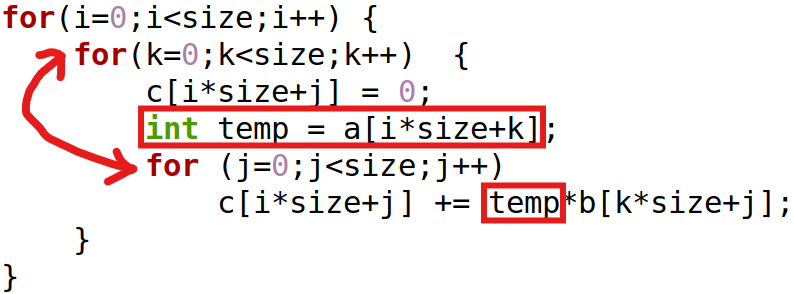 for(i=0;i<size;i++) {
for(k=0;k<size;k++)  {
c[i*size+j] = 0;
int temp = a[i*size+k];
for (j=0;j<size;j++)
c[i*size+j] += temp*b[k*size+j];
}
}